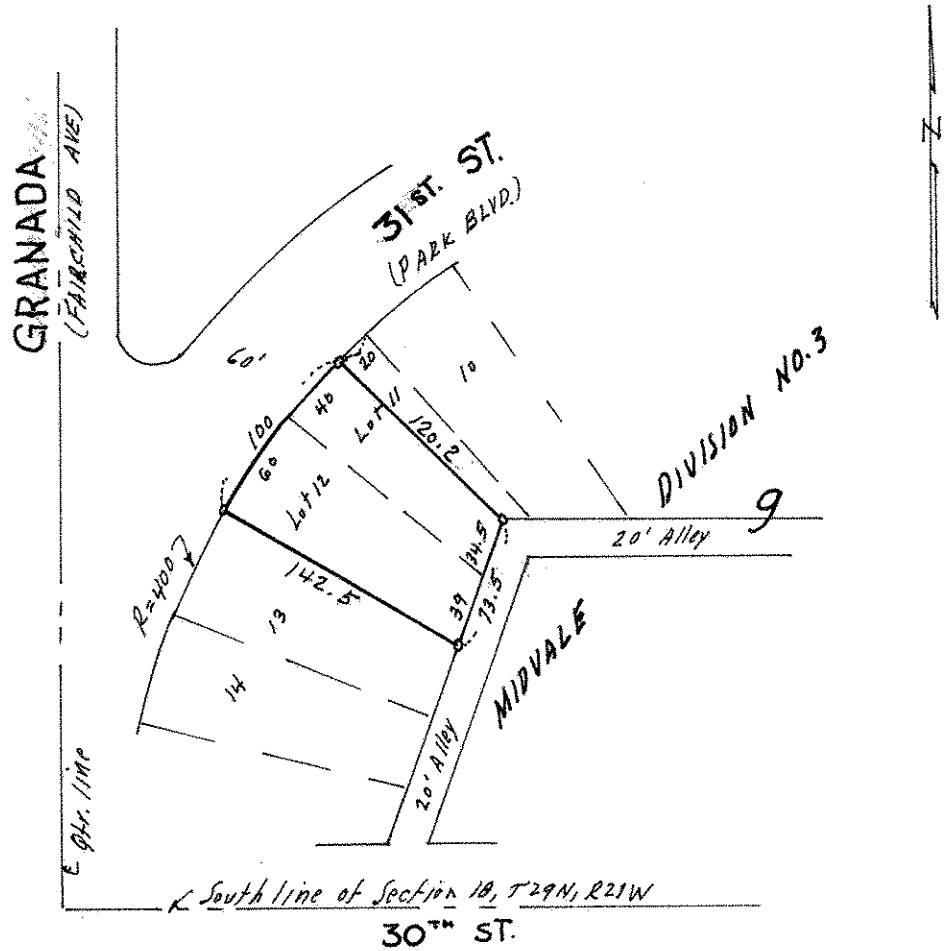 GRANADA
(FAIRCHILD AVE)
31 ST. ST.
(PARK BLVD.)
N
60'
20
10
40
Lot 11
120.2
100
60
Lot 12
DIVISION NO. 3
9
20' Alley
34.5
39
73.5
142.5
R=400
13
14
MIDVALE
20' Alley
Qtr. line
South line of Section 18, T29N, R21W
30TH ST.